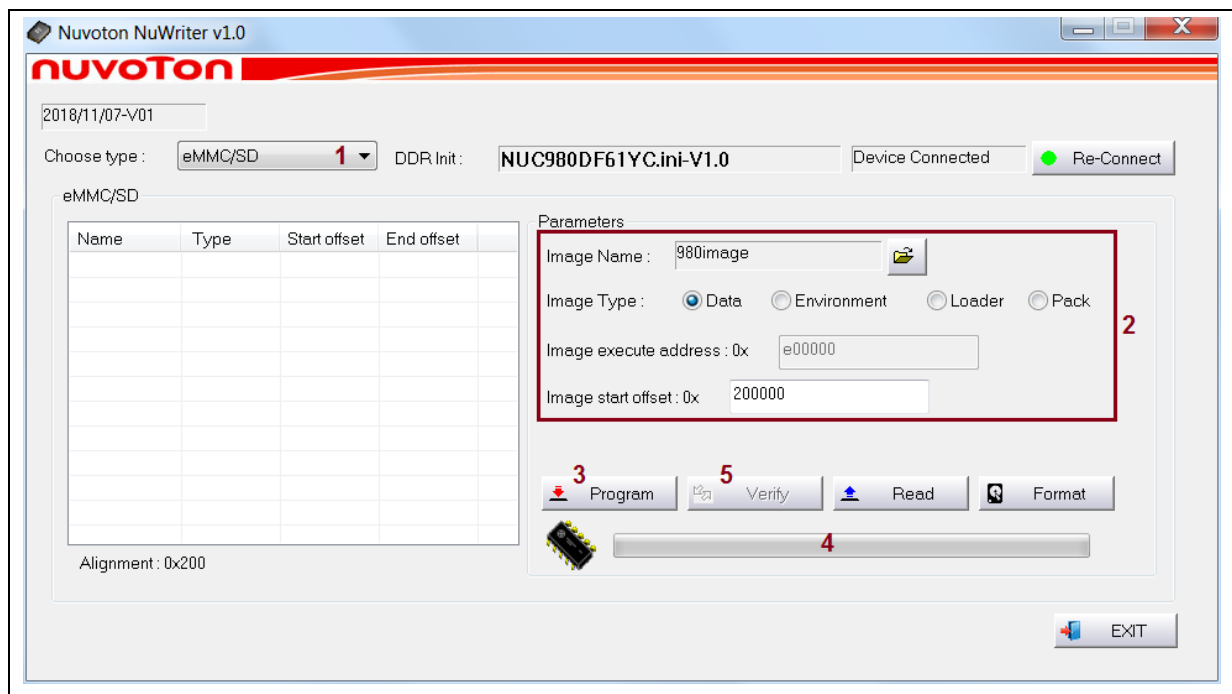 Nuvoton NuWriter v1.0
nuvoTon
2018/11/07-V01
Choose type : eMMC/SD 1 DDR Init : NUC980DF61YC.ini-V1.0 Device Connected Re-Connect
eMMC/SD
Name Type Start offset End offset
Alignment : 0x200
Parameters
Image Name : 980image
Image Type : Data Environment Loader Pack
2
Image execute address : 0x e00000
Image start offset : 0x 200000
3 Program 5 Verify Read Format
4
EXIT